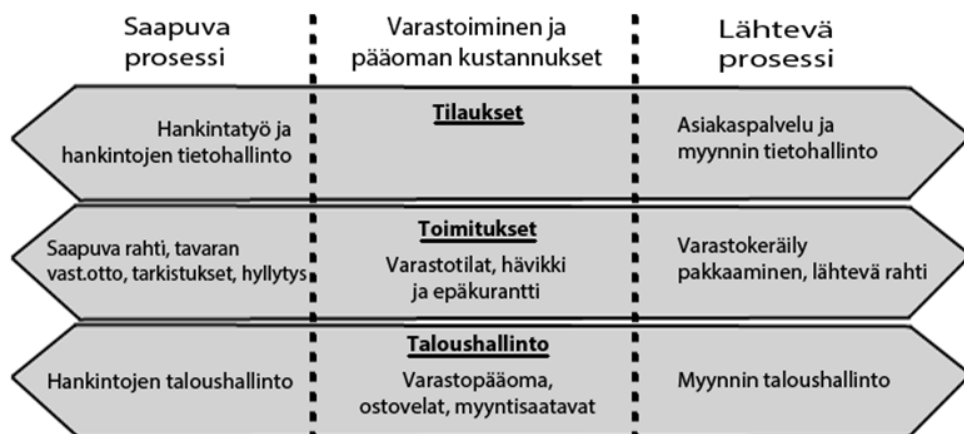 Saapuva
prosessi
Varastoiminen ja
pääoman kustannukset
Lähtevä
prosessi
Tilaukset
Hankintatyö ja
hankintojen tietohallinto
Asiakaspalvelu ja
myynnin tietohallinto
Toimitukset
Saapuva rahti, tavaran
vast.otto, tarkistukset, hyllytys
Varastotilat, hävikki
ja epäkurantti
Varastokeräily
pakkaaminen, lähtevä rahti
Taloushallinto
Hankintojen taloushallinto
Varastopääoma,
ostovelat, myyntisaatavat
Myynnin taloushallinto